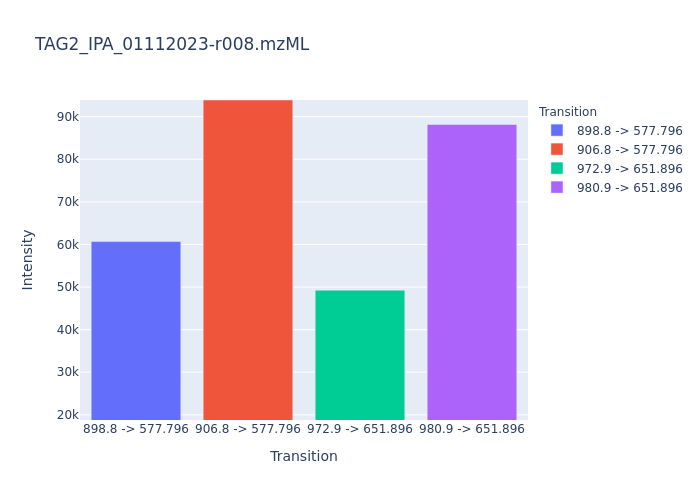 TAG2_IPA_01112023-r008.mzML
90k
80k
70k
60k
50k
40k
30k
20k
Intensity
898.8 -> 577.796
906.8 -> 577.796
972.9 -> 651.896
980.9 -> 651.896
Transition
Transition
898.8 -> 577.796
906.8 -> 577.796
972.9 -> 651.896
980.9 -> 651.896